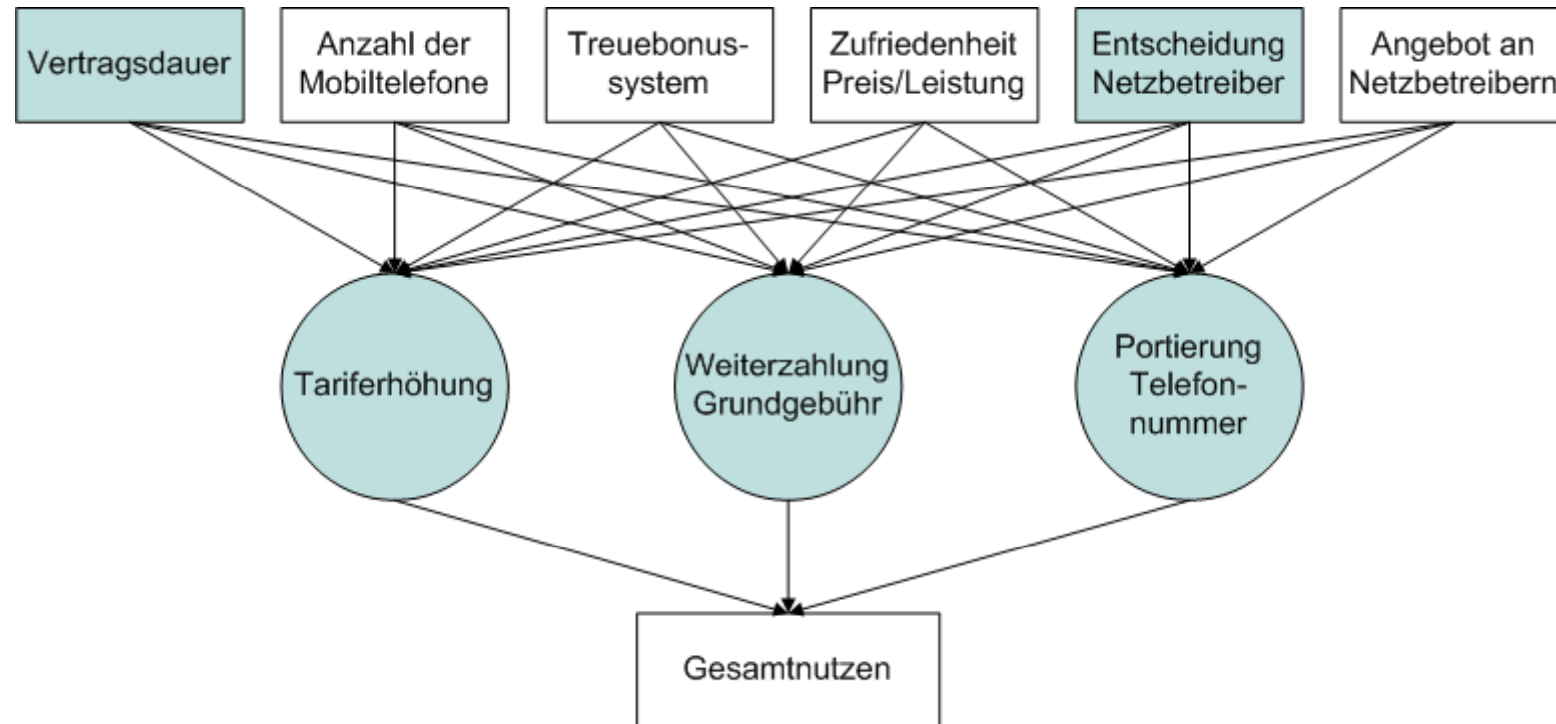 Vertragsdauer
Anzahl der
Mobiltelefone
Treuebonus-
system
Zufriedenheit
Preis/Leistung
Entscheidung
Netzbetreiber
Angebot an
Netzbetreibern
Tariferhöhung
Weiterzahlung
Grundgebühr
Portierung
Telefon-
nummer
Gesamtnutzen